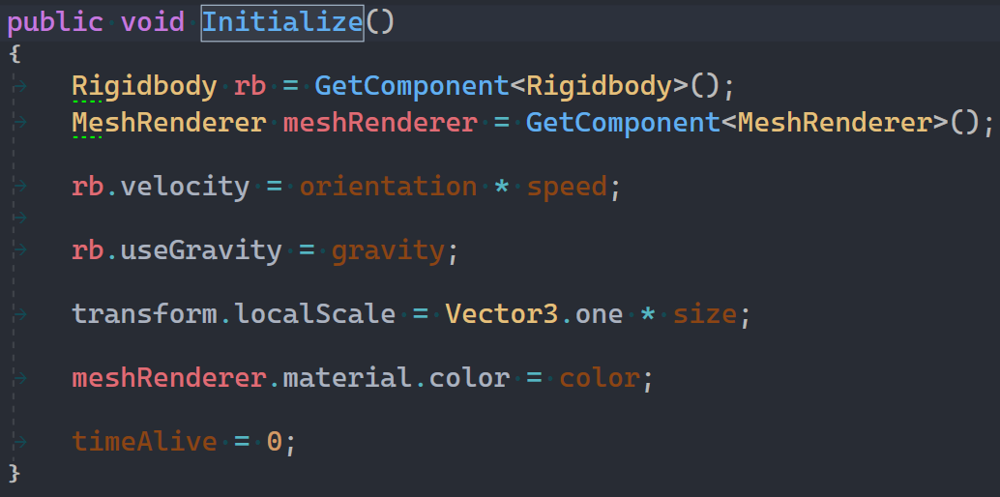 public void Initialize()
{
Rigidbody rb = GetComponent<Rigidbody>();
MeshRenderer meshRenderer = GetComponent<MeshRenderer>();
rb.velocity = orientation * speed;
rb.useGravity = gravity;
transform.localScale = Vector3.one * size;
meshRenderer.material.color = color;
timeAlive = 0;
}